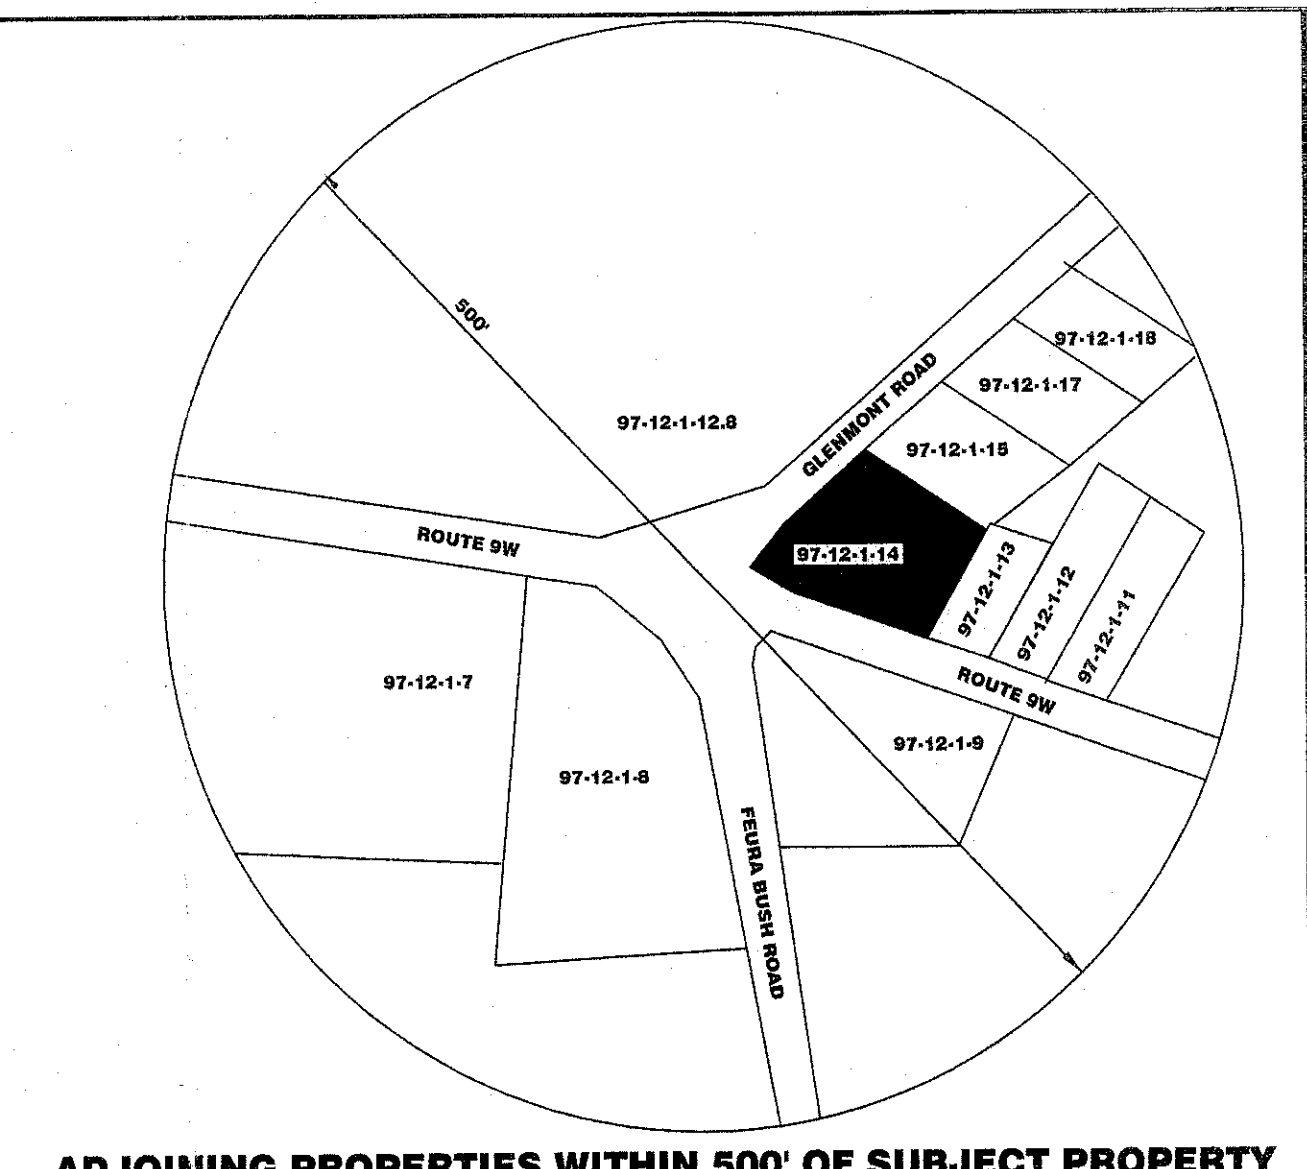 500'
97-12-1-18
97-12-1-17
GLENMONT ROAD
97-12-1-12.8
97-12-1-15
ROUTE 9W
97-12-1-14
97-12-1-13
97-12-1-12
97-12-1-11
97-12-1-7
ROUTE 9W
97-12-1-9
97-12-1-8
FEURA BUSH ROAD
ADJOINING PROPERTIES WITHIN 500' OF SUBJECT PROPERTY